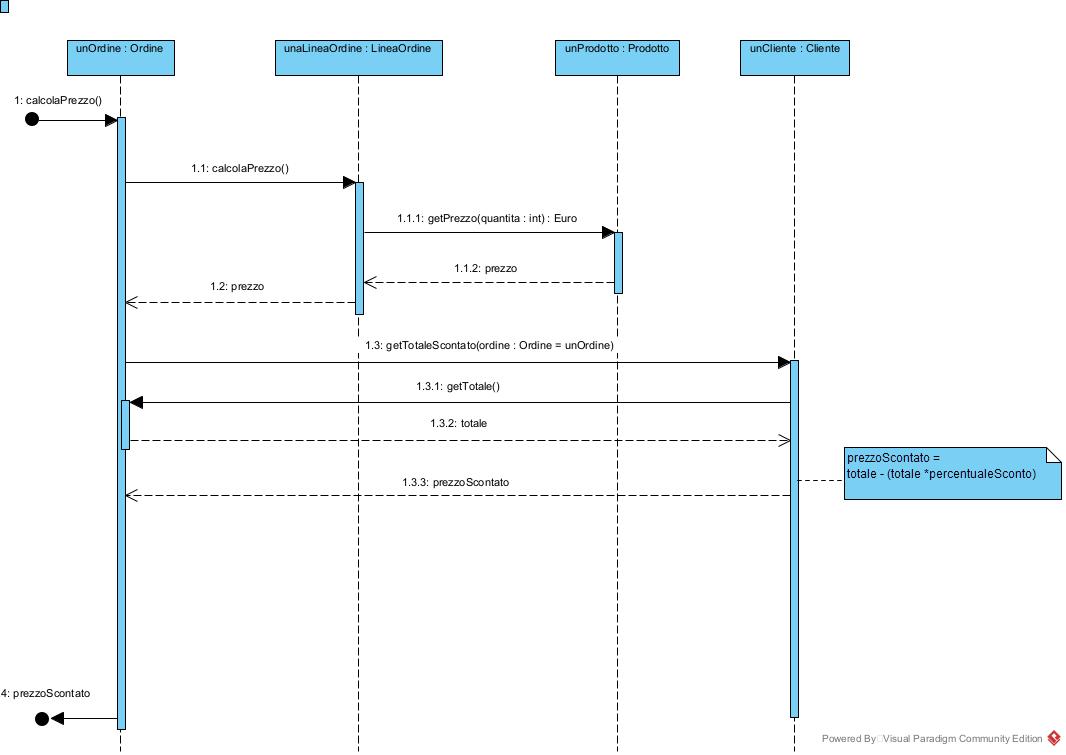 unOrdine : Ordine
unaLineaOrdine : LineaOrdine
unProdotto : Prodotto
unCliente : Cliente
1: calcolaPrezzo()
1.1: calcolaPrezzo()
1.1.1: getPrezzo(quantita : int) : Euro
1.1.2: prezzo
1.2: prezzo
1.3: getTotaleScontato(ordine : Ordine = unOrdine)
1.3.1: getTotale()
1.3.2: totale
prezzoScontato =
totale - (totale *percentualeSconto)
1.3.3: prezzoScontato
4: prezzoScontato
Powered By Visual Paradigm Community Edition